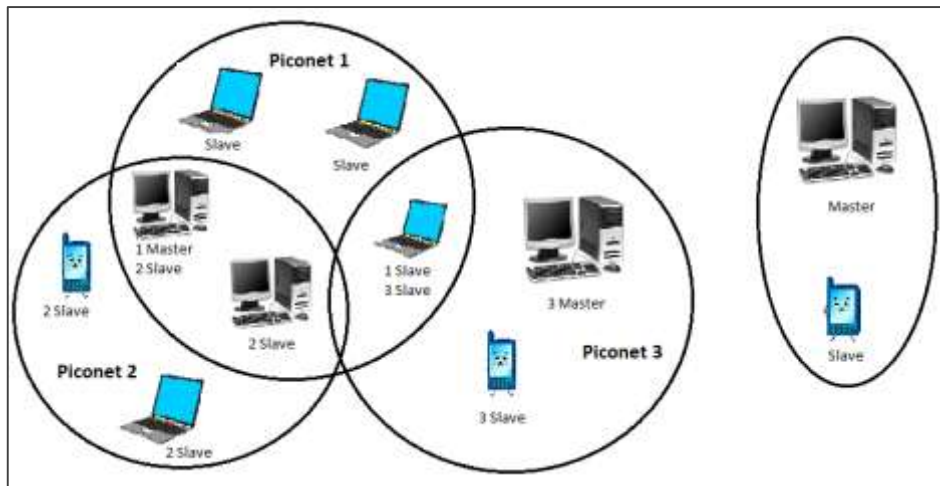 Piconet 1
Slave
Slave
1 Master
2 Slave
1 Slave
3 Slave
Master
2 Slave
3 Master
2 Slave
Piconet 3
Slave
Piconet 2
3 Slave
2 Slave